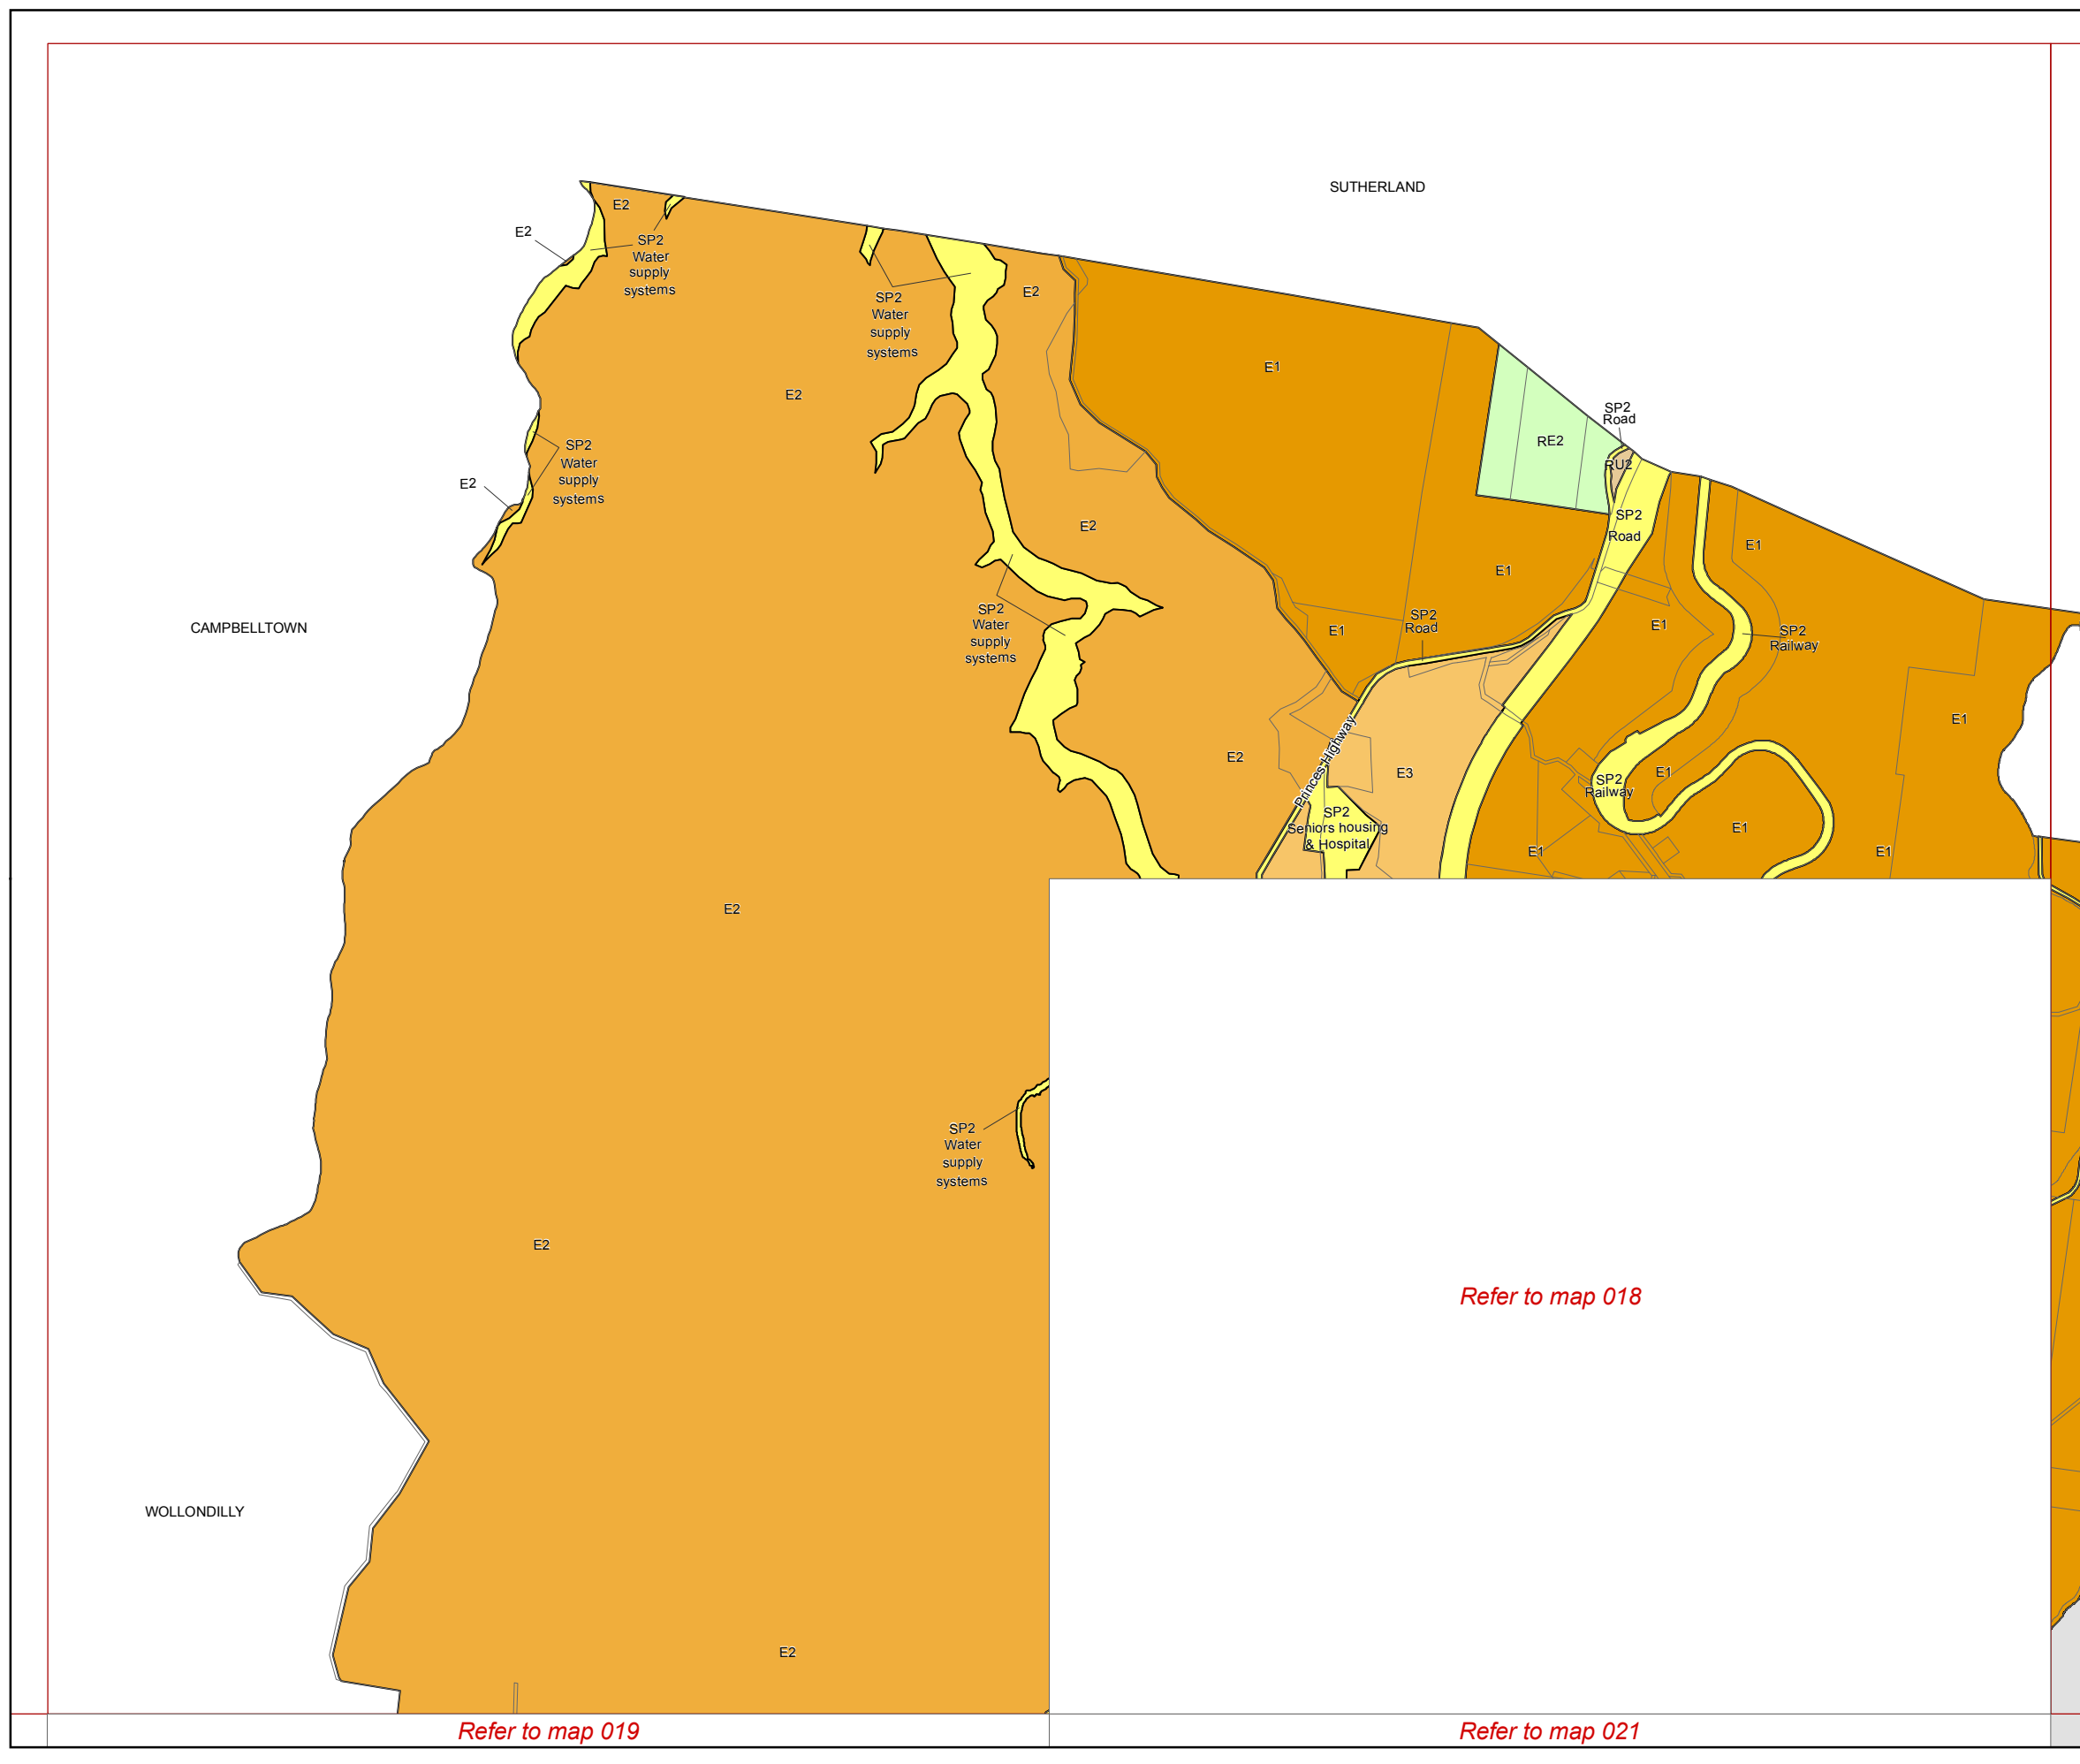 SUTHERLAND
E2
E2
SP2
Water
supply
systems
SP2
Water
supply
systems
E2
E1
E2
SP2
Road
RE2
RU2
SP2
Water
supply
systems
E2
SP2
Road
E2
E1
E1
SP2
Water
supply
systems
SP2
Road
E1
E1
SP2
Railway
CAMPBELLTOWN
E1
Princes Highway
E2
E3
E1
SP2
Railway
SP2
Seniors housing
& Hospital
E1
E1
E1
E2
SP2
Water
supply
systems
E2
Refer to map 018
WOLLONDILLY
E2
Refer to map 019
Refer to map 021